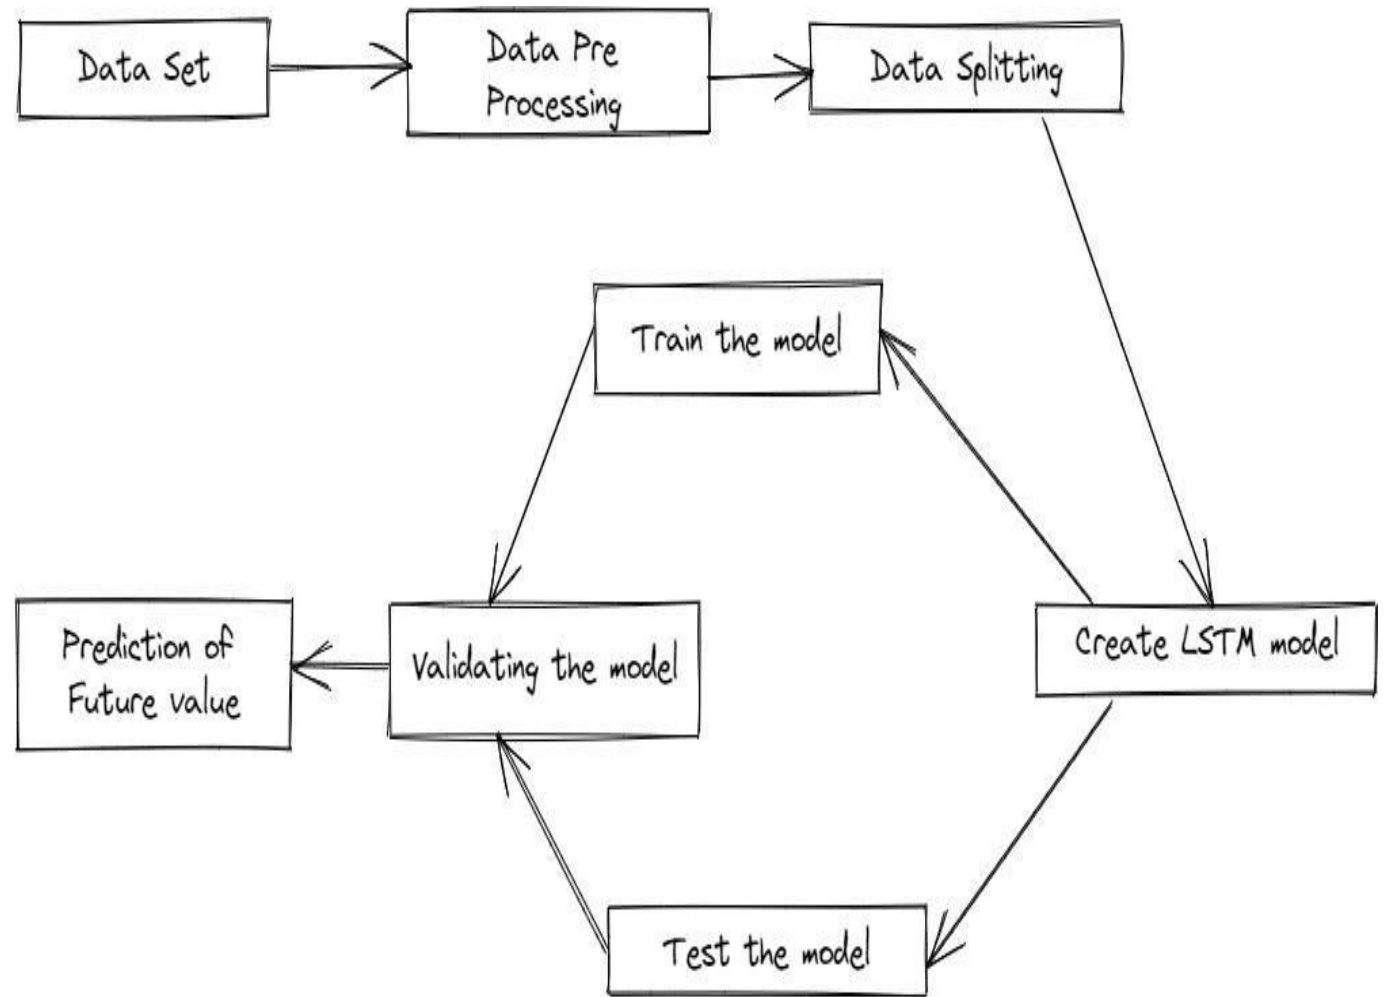 Data Set
Data Pre
Processing
Data Splitting
Train the model
Create LSTM model
Validating the model
Prediction of
Future value
Test the model